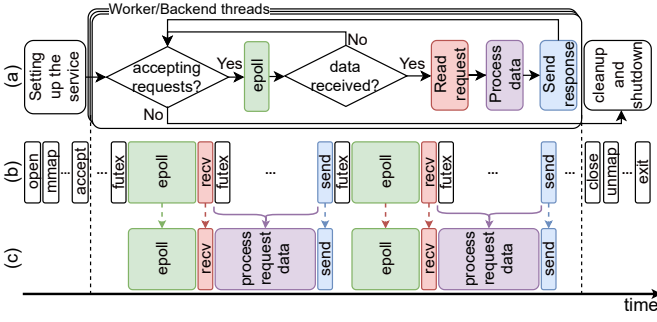 Worker/Backend threads
(a)
Setting
up the
service
accepting
requests?
Yes
No
epoll
No
data
received?
Yes
Read
request
Process
data
Send
response
cleanup
and
shutdown
(b)
open
mmap
...
accept
...
futex
epoll
recv
futex
...
send
futex
epoll
recv
futex
...
send
...
close
unmap
...
exit
(c)
epoll
recv
process
request
data
send
epoll
recv
process
request
data
send
time